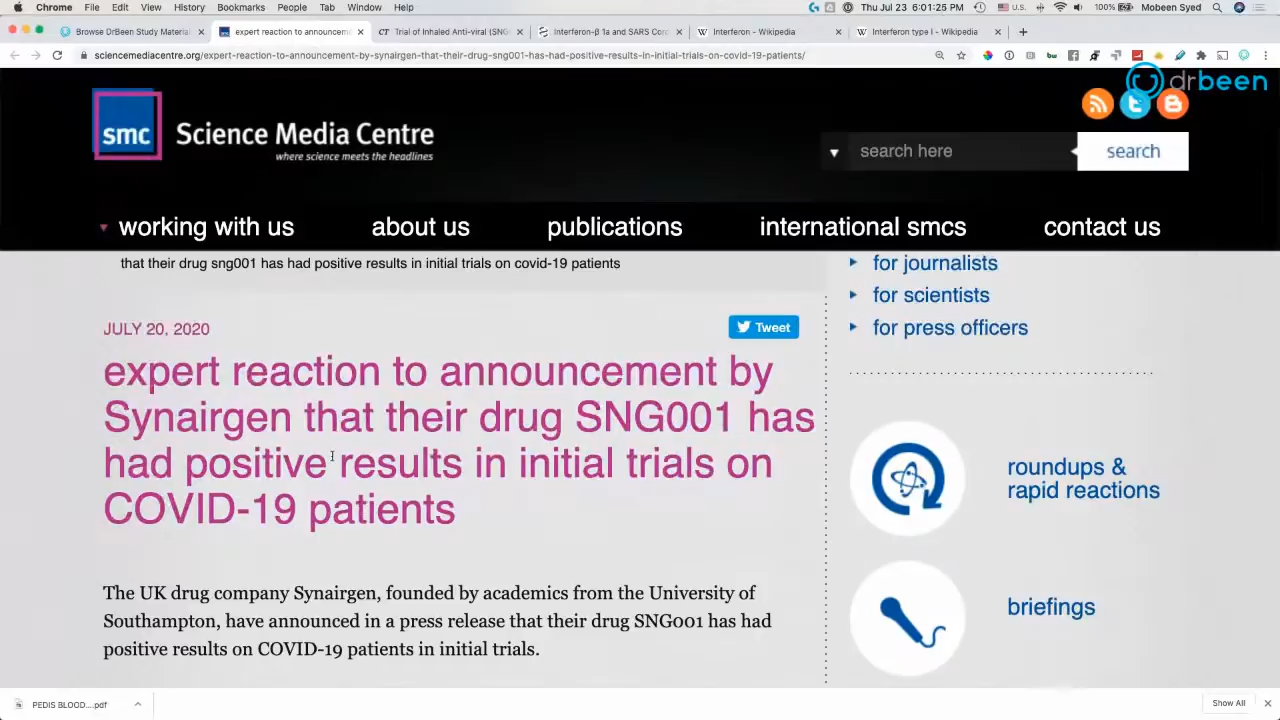 Chrome File Edit View History Bookmarks People Tab Window Help Thu Jul 23 6:01:25 PM U.S. 100% Mobeen Syed
Browse DrBeen Study Materia × expert reaction to announcem × CT Trial of Inhaled Anti-viral (SNG × Interferon-β 1a and SARS Cor × W Interferon - Wikipedia × W Interferon type I - Wikipedia × +
sciencemediacentre.org/expert-reaction-to-announcement-by-synairgen-that-their-drug-sng001-has-had-positive-results-in-initial-trials-on-covid-19-patients/
drbeen
smc Science Media Centre
where science meets the headlines
search here search
working with us about us publications international smcs contact us
that their drug sng001 has had positive results in initial trials on covid-19 patients
for journalists
for scientists
for press officers
JULY 20, 2020
Tweet
expert reaction to announcement by
Synairgen that their drug SNG001 has
had positive results in initial trials on
COVID-19 patients
The UK drug company Synairgen, founded by academics from the University of
Southampton, have announced in a press release that their drug SNG001 has had
positive results on COVID-19 patients in initial trials.
roundups &
rapid reactions
briefings
PEDIS BLOOD....pdf
Show All